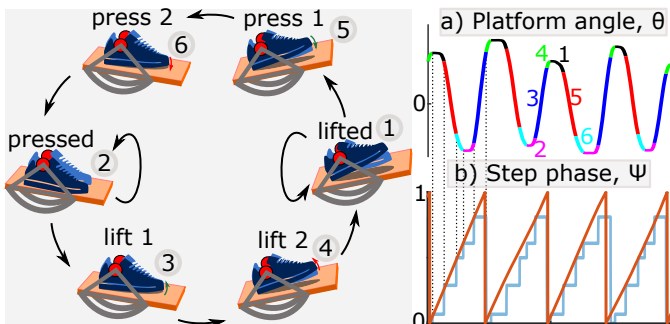 press 2
press 1
6
5
pressed
2
lifted
1
lift 1
3
lift 2
4
a) Platform angle, θ
0
4
1
3
5
2
6
b) Step phase, Ψ
1
0